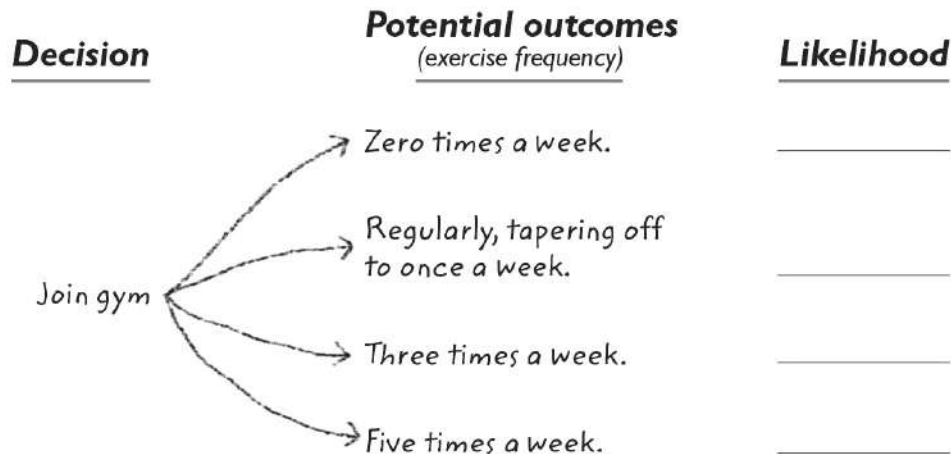 Decision
Potential outcomes
(exercise frequency)
Likelihood
Zero times a week.
Regularly, tapering off
to once a week.
Join gym
Three times a week.
Five times a week.